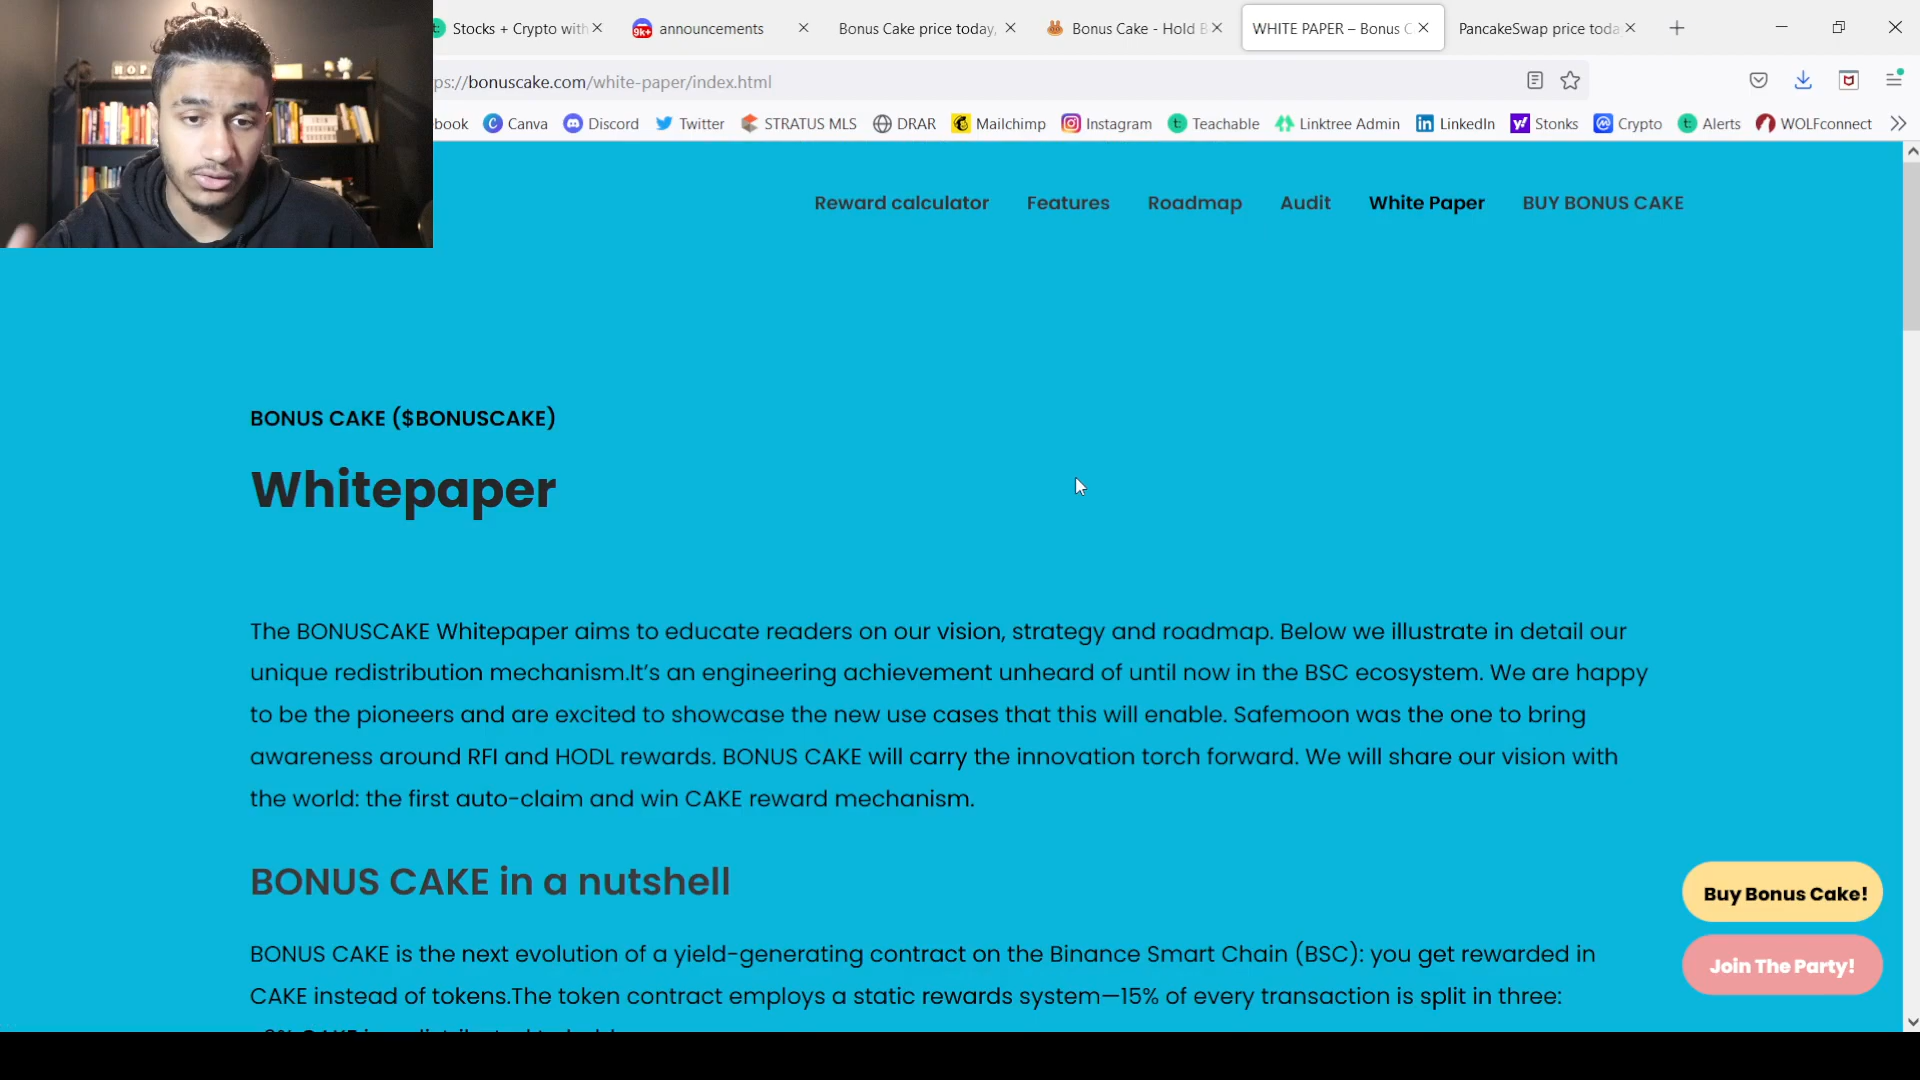 Stocks + Crypto with
9k+ announcements
Bonus Cake price today,
Bonus Cake - Hold B
WHITE PAPER – Bonus C
PancakeSwap price toda
ps://bonuscake.com/white-paper/index.html
book
Canva
Discord
Twitter
STRATUS MLS
DRAR
Mailchimp
Instagram
Teachable
Linktree Admin
LinkedIn
Stonks
Crypto
Alerts
WOLFconnect
Reward calculator
Features
Roadmap
Audit
White Paper
BUY BONUS CAKE
BONUS CAKE ($BONUSCAKE)
Whitepaper
The BONUSCAKE Whitepaper aims to educate readers on our vision, strategy and roadmap. Below we illustrate in detail our
unique redistribution mechanism.It’s an engineering achievement unheard of until now in the BSC ecosystem. We are happy
to be the pioneers and are excited to showcase the new use cases that this will enable. Safemoon was the one to bring
awareness around RFI and HODL rewards. BONUS CAKE will carry the innovation torch forward. We will share our vision with
the world: the first auto-claim and win CAKE reward mechanism.
BONUS CAKE in a nutshell
BONUS CAKE is the next evolution of a yield-generating contract on the Binance Smart Chain (BSC): you get rewarded in
CAKE instead of tokens.The token contract employs a static rewards system—15% of every transaction is split in three:
Buy Bonus Cake!
Join The Party!